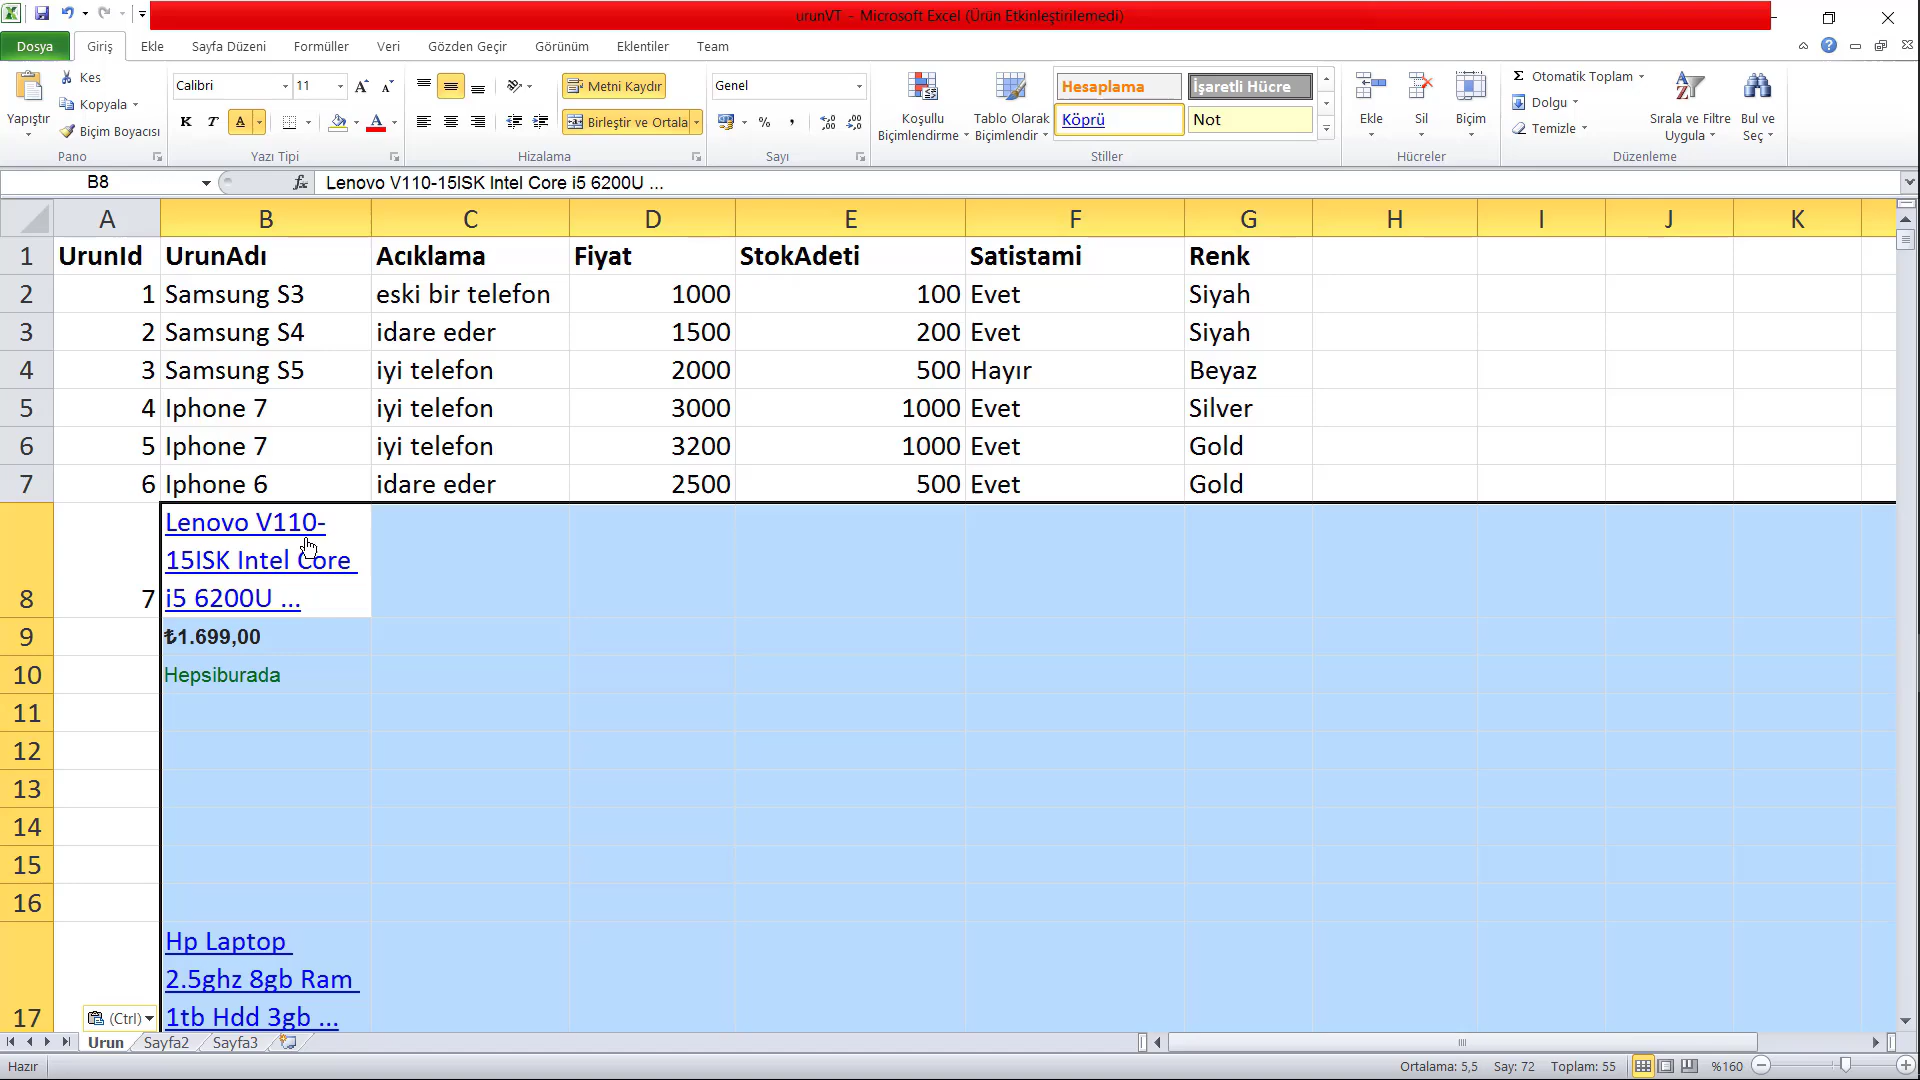 urunVT - Microsoft Excel (Ürün Etkinleştirilemedi)
Dosya Giriş Ekle Sayfa Düzeni Formüller Veri Gözden Geçir Görünüm Eklentiler Team
Yapıştır
Kes
Kopyala
Biçim Boyacısı
Pano
Calibri 11
K T A
Yazı Tipi
Metni Kaydır
Birleştir ve Ortala
Hizalama
Genel
%
Sayı
Koşullu Biçimlendirme
Tablo Olarak Biçimlendir
Hesaplama İşaretli Hücre
Köprü Not
Stiller
Ekle Sil Biçim
Hücreler
Σ Otomatik Toplam
Dolgu
Temizle
Sırala ve Filtre Uygula
Bul ve Seç
Düzenleme
B8 fx Lenovo V110-15ISK Intel Core i5 6200U ...
A B C D E F G H I J K
1 UrunId UrunAdı Acıklama Fiyat StokAdeti Satistami Renk
2 1 Samsung S3 eski bir telefon 1000 100 Evet Siyah
3 2 Samsung S4 idare eder 1500 200 Evet Siyah
4 3 Samsung S5 iyi telefon 2000 500 Hayır Beyaz
5 4 Iphone 7 iyi telefon 3000 1000 Evet Silver
6 5 Iphone 7 iyi telefon 3200 1000 Evet Gold
7 6 Iphone 6 idare eder 2500 500 Evet Gold
Lenovo V110-
15ISK Intel Core
8 7 i5 6200U ...
9 ₺1.699,00
10 Hepsiburada
11
12
13
14
15
16
Hp Laptop
2.5ghz 8gb Ram
17 1tb Hdd 3gb ...
(Ctrl)
Urun Sayfa2 Sayfa3
Hazır Ortalama: 5,5 Say: 72 Toplam: 55 %160